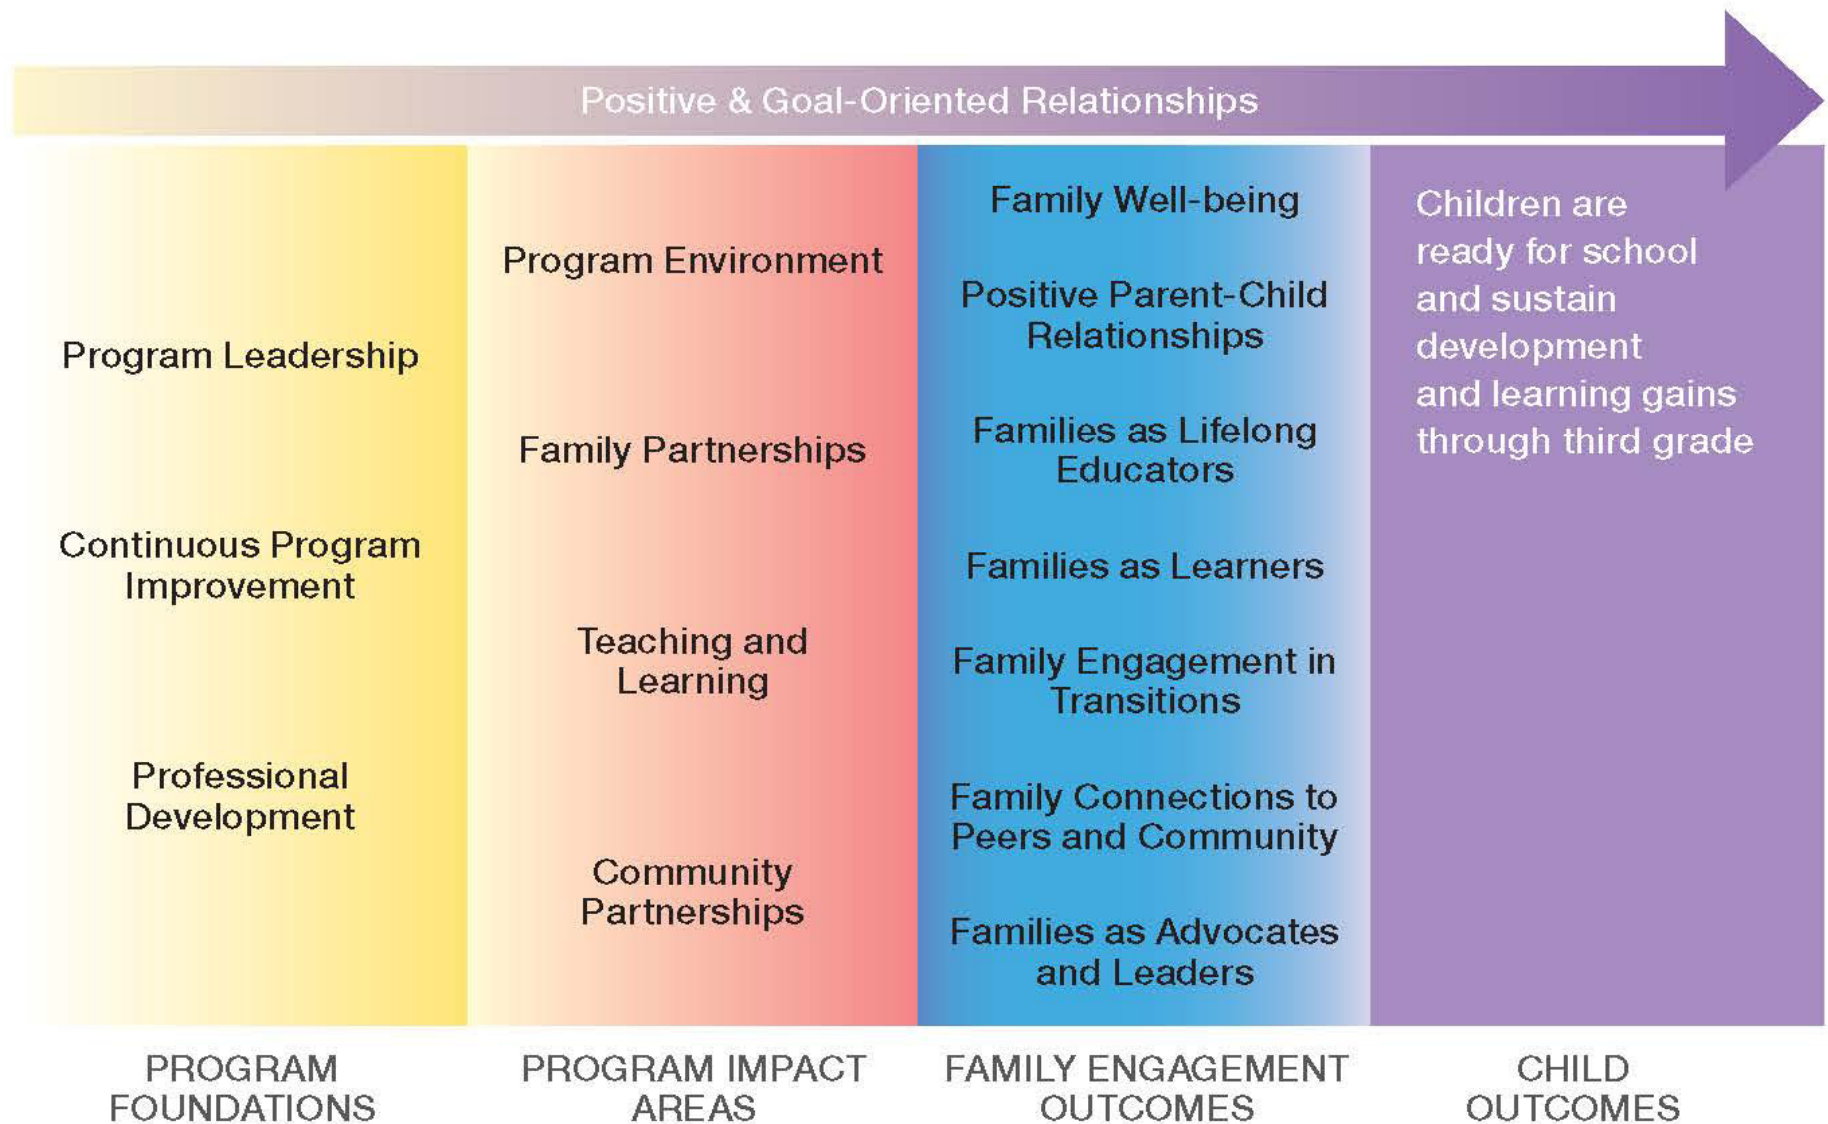 Positive & Goal-Oriented Relationships
Program Leadership
Continuous Program
Improvement
Professional
Development
PROGRAM
FOUNDATIONS
Program Environment
Family Partnerships
Teaching and
Learning
Community
Partnerships
PROGRAM IMPACT
AREAS
Family Well-being
Positive Parent-Child
Relationships
Families as Lifelong
Educators
Families as Learners
Family Engagement in
Transitions
Family Connections to
Peers and Community
Families as Advocates
and Leaders
FAMILY ENGAGEMENT
OUTCOMES
Children are
ready for school
and sustain
development
and learning gains
through third grade
CHILD
OUTCOMES